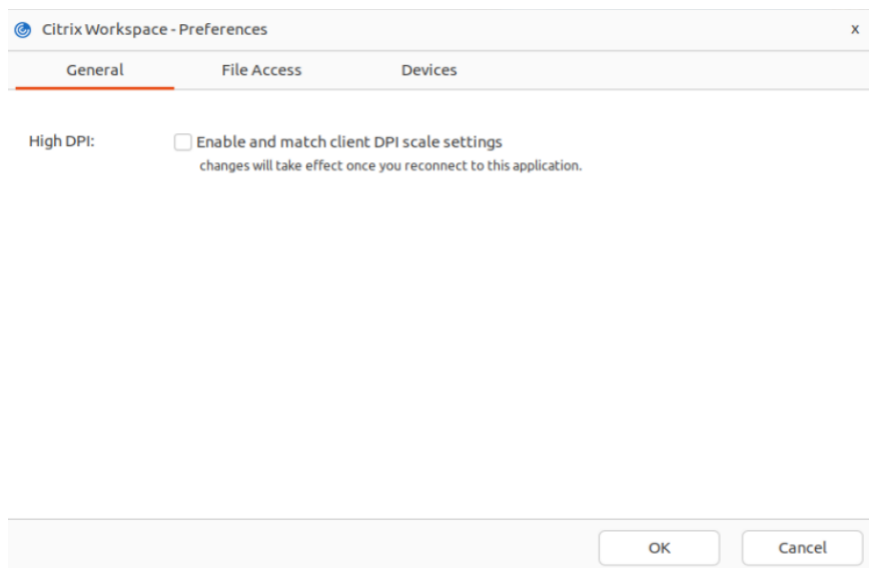 Citrix Workspace - Preferences x
General File Access Devices
High DPI: Enable and match client DPI scale settings
changes will take effect once you reconnect to this application.
OK Cancel